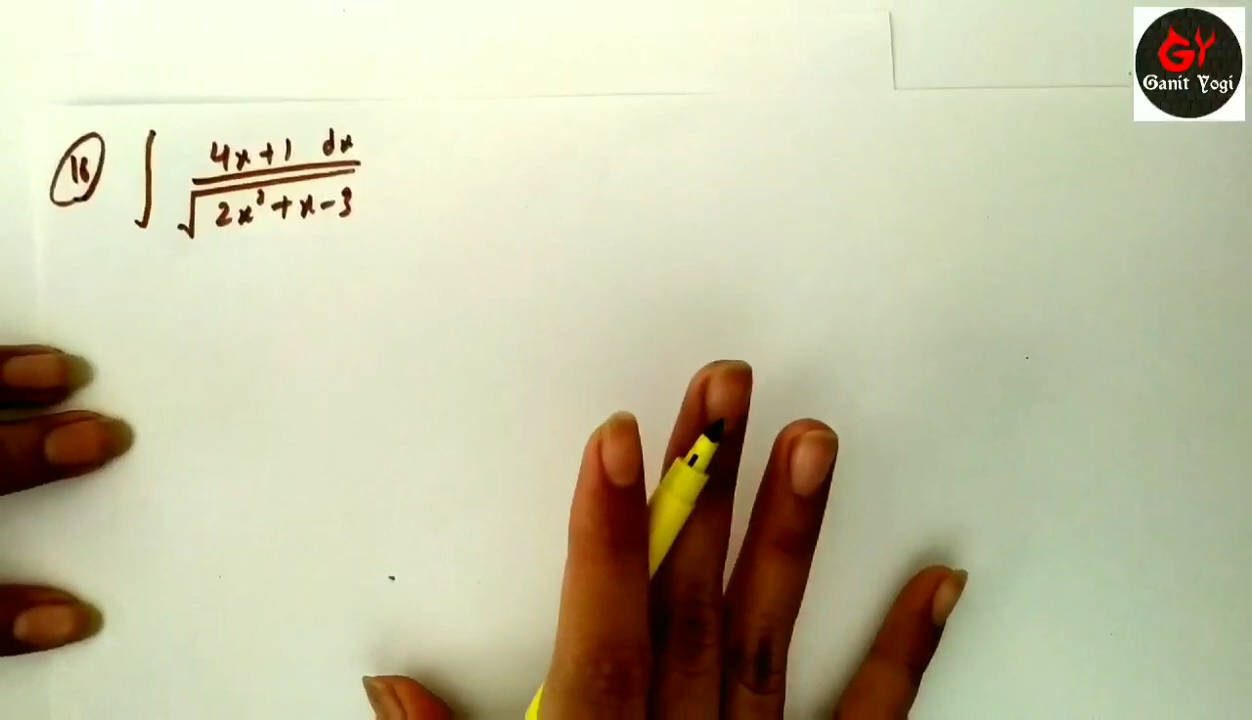 GY
Ganit Yogi
16 ∫ 4x+1 dx
√2x²+x-3